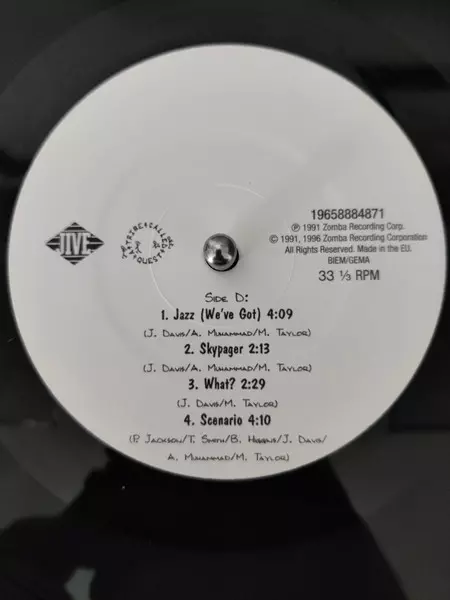 JIVE
A TRIBE CALLED QUEST
19658884871
℗ 1991 Zomba Recording Corp.
© 1991, 1996 Zomba Recording Corporation
All Rights Reserved. Made in the EU.
BIEM/GEMA
33 ⅓ RPM
Side D:
1. Jazz (We've Got) 4:09
(J. Davis/A. Muhammad/M. Taylor)
2. Skypager 2:13
(J. Davis/A. Muhammad/M. Taylor)
3. What? 2:29
(J. Davis/M. Taylor)
4. Scenario 4:10
(P. Jackson/T. Smith/B. Higgins/J. Davis/
A. Muhammad/M. Taylor)